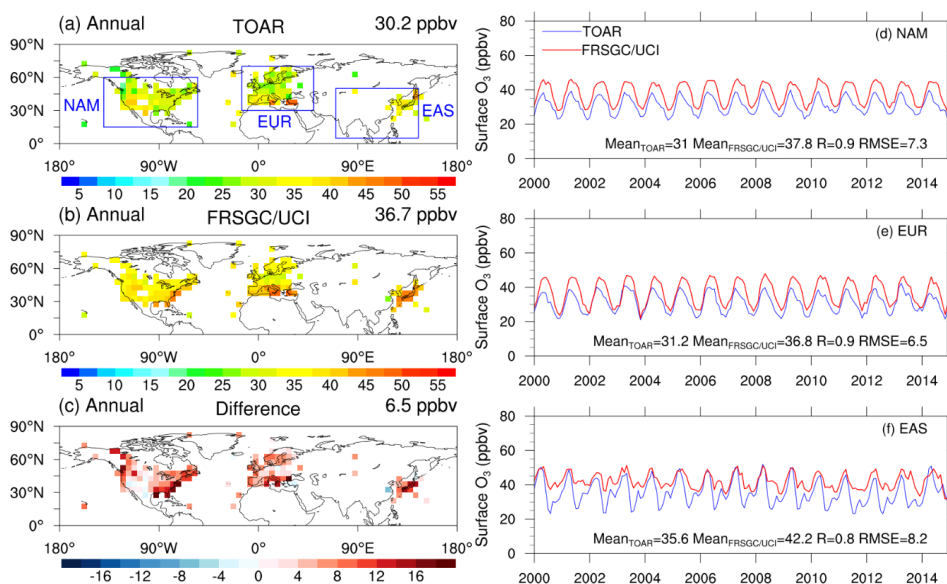 (a) Annual TOAR 30.2 ppbv
90°N
60°N
30°N
0°
NAM
EUR
EAS
180° 90°W 0° 90°E 180°
5 10 15 20 25 30 35 40 45 50 55
(b) Annual FRSGC/UCI 36.7 ppbv
90°N
60°N
30°N
0°
180° 90°W 0° 90°E 180°
5 10 15 20 25 30 35 40 45 50 55
(c) Annual Difference 6.5 ppbv
90°N
60°N
30°N
0°
180° 90°W 0° 90°E 180°
-16 -12 -8 -4 0 4 8 12 16
Surface O3 (ppbv)
80
60
40
20
0
TOAR
FRSGC/UCI
(d) NAM
MeanTOAR=31 MeanFRSGC/UCI=37.8 R=0.9 RMSE=7.3
2000 2002 2004 2006 2008 2010 2012 2014
Surface O3 (ppbv)
80
60
40
20
0
(e) EUR
MeanTOAR=31.2 MeanFRSGC/UCI=36.8 R=0.9 RMSE=6.5
2000 2002 2004 2006 2008 2010 2012 2014
Surface O3 (ppbv)
80
60
40
20
0
(f) EAS
MeanTOAR=35.6 MeanFRSGC/UCI=42.2 R=0.8 RMSE=8.2
2000 2002 2004 2006 2008 2010 2012 2014